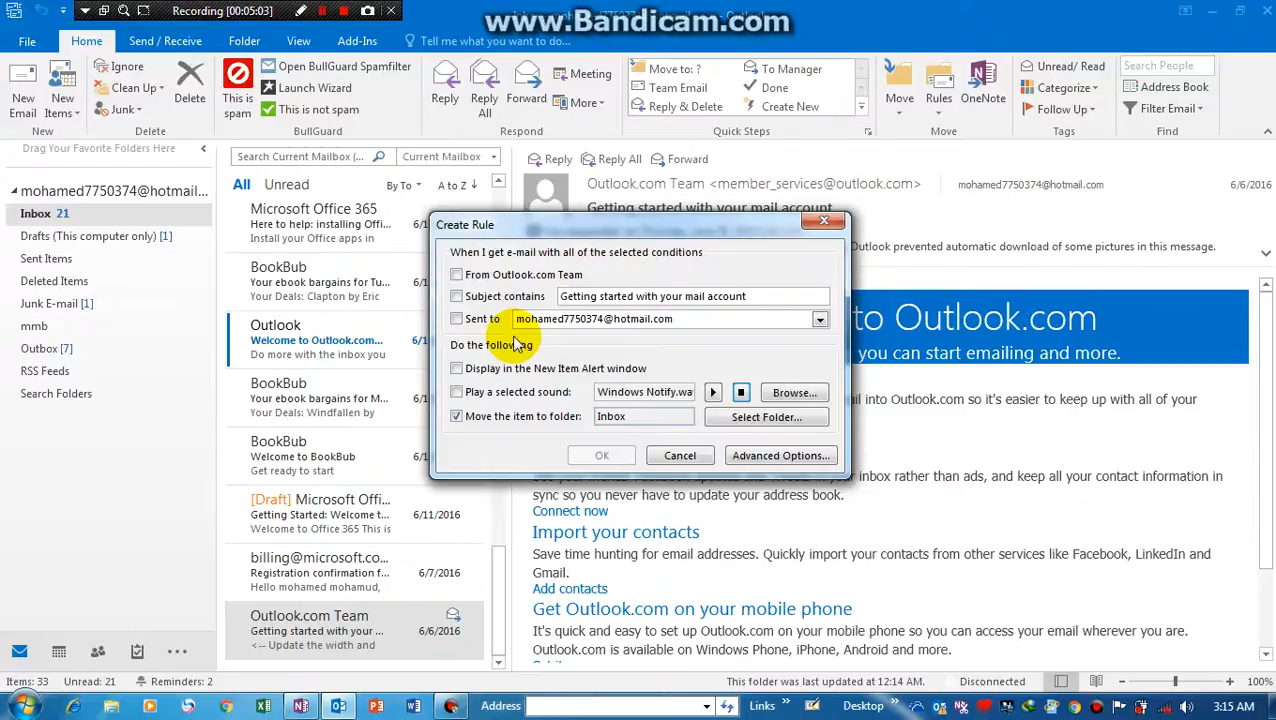 Recording [00:05:03]
www.Bandicam.com
File
Home
Send / Receive
Folder
View
Add-Ins
Tell me what you want to do...
New Email
New Items
New
Ignore
Clean Up
Junk
Delete
Delete
This is spam
Open BullGuard Spamfilter
Launch Wizard
This is not spam
BullGuard
Reply
Reply All
Forward
Meeting
More
Respond
Move to: ?
Team Email
Reply & Delete
To Manager
Done
Create New
Quick Steps
Move
Rules
OneNote
Move
Unread/ Read
Categorize
Follow Up
Tags
Search People
Address Book
Filter Email
Find
Drag Your Favorite Folders Here
mohamed7750374@hotmail...
Inbox 21
Drafts (This computer only) [1]
Sent Items
Deleted Items
Junk E-mail [1]
mmb
Outbox [7]
RSS Feeds
Search Folders
Search Current Mailbox (...
Current Mailbox
All Unread
By To
A to Z
Microsoft Office 365
Here to help: installing Offi...
Install your Office apps in
BookBub
Your ebook bargains for Tu...
Your Deals: Clapton by Eric
Outlook
Welcome to Outlook.com...
Do more with the inbox you
BookBub
Your ebook bargains for M...
Your Deals: Windfallen by
BookBub
Welcome to BookBub
Get ready to start
[Draft] Microsoft Offi...
Getting Started: Welcome t...
6/11/2016
Welcome to Office 365 This is
billing@microsoft.co...
Registration confirmation f...
6/7/2016
Hello mohamed mohamud,
Outlook.com Team
Getting started with your ...
6/6/2016
<-- Update the width and
Reply
Reply All
Forward
Outlook.com Team <member_services@outlook.com>
mohamed7750374@hotmail.com
6/6/2016
Getting started with your mail account
Outlook prevented automatic download of some pictures in this message.
to Outlook.com
you can start emailing and more.
mail into Outlook.com so it's easier to keep up with all of your
inbox rather than ads, and keep all your contact information in
sync so you never have to update your address book.
Connect now
Import your contacts
Save time hunting for email addresses. Quickly import your contacts from other services like Facebook, LinkedIn and
Gmail.
Add contacts
Get Outlook.com on your mobile phone
It's quick and easy to set up Outlook.com on your mobile phone so you can access your email wherever you are.
Outlook.com is available on Windows Phone, iPhone, Android and more.
Create Rule
When I get e-mail with all of the selected conditions
From Outlook.com Team
Subject contains
Getting started with your mail account
Sent to
mohamed7750374@hotmail.com
Do the following
Display in the New Item Alert window
Play a selected sound:
Windows Notify.wa
Browse...
Move the item to folder:
Inbox
Select Folder...
OK
Cancel
Advanced Options...
Items: 33
Unread: 21
Reminders: 2
This folder was last updated at 12:14 AM.
Disconnected
100%
Address
Links
Desktop
3:15 AM